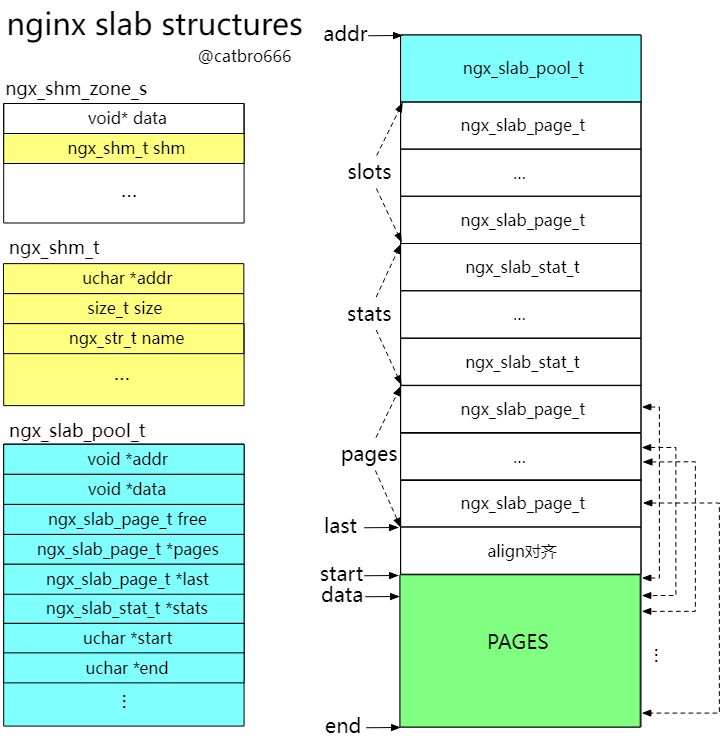 nginx slab structures
@catbro666
ngx_shm_zone_s
void* data
ngx_shm_t shm
...
ngx_shm_t
uchar *addr
size_t size
ngx_str_t name
...
ngx_slab_pool_t
void *addr
void *data
ngx_slab_page_t free
ngx_slab_page_t *pages
ngx_slab_page_t *last
ngx_slab_stat_t *stats
uchar *start
uchar *end
⋮
addr
ngx_slab_pool_t
slots
ngx_slab_page_t
...
ngx_slab_page_t
stats
ngx_slab_stat_t
...
ngx_slab_stat_t
pages
ngx_slab_page_t
...
ngx_slab_page_t
last
align对齐
start
data
PAGES
⋮
end